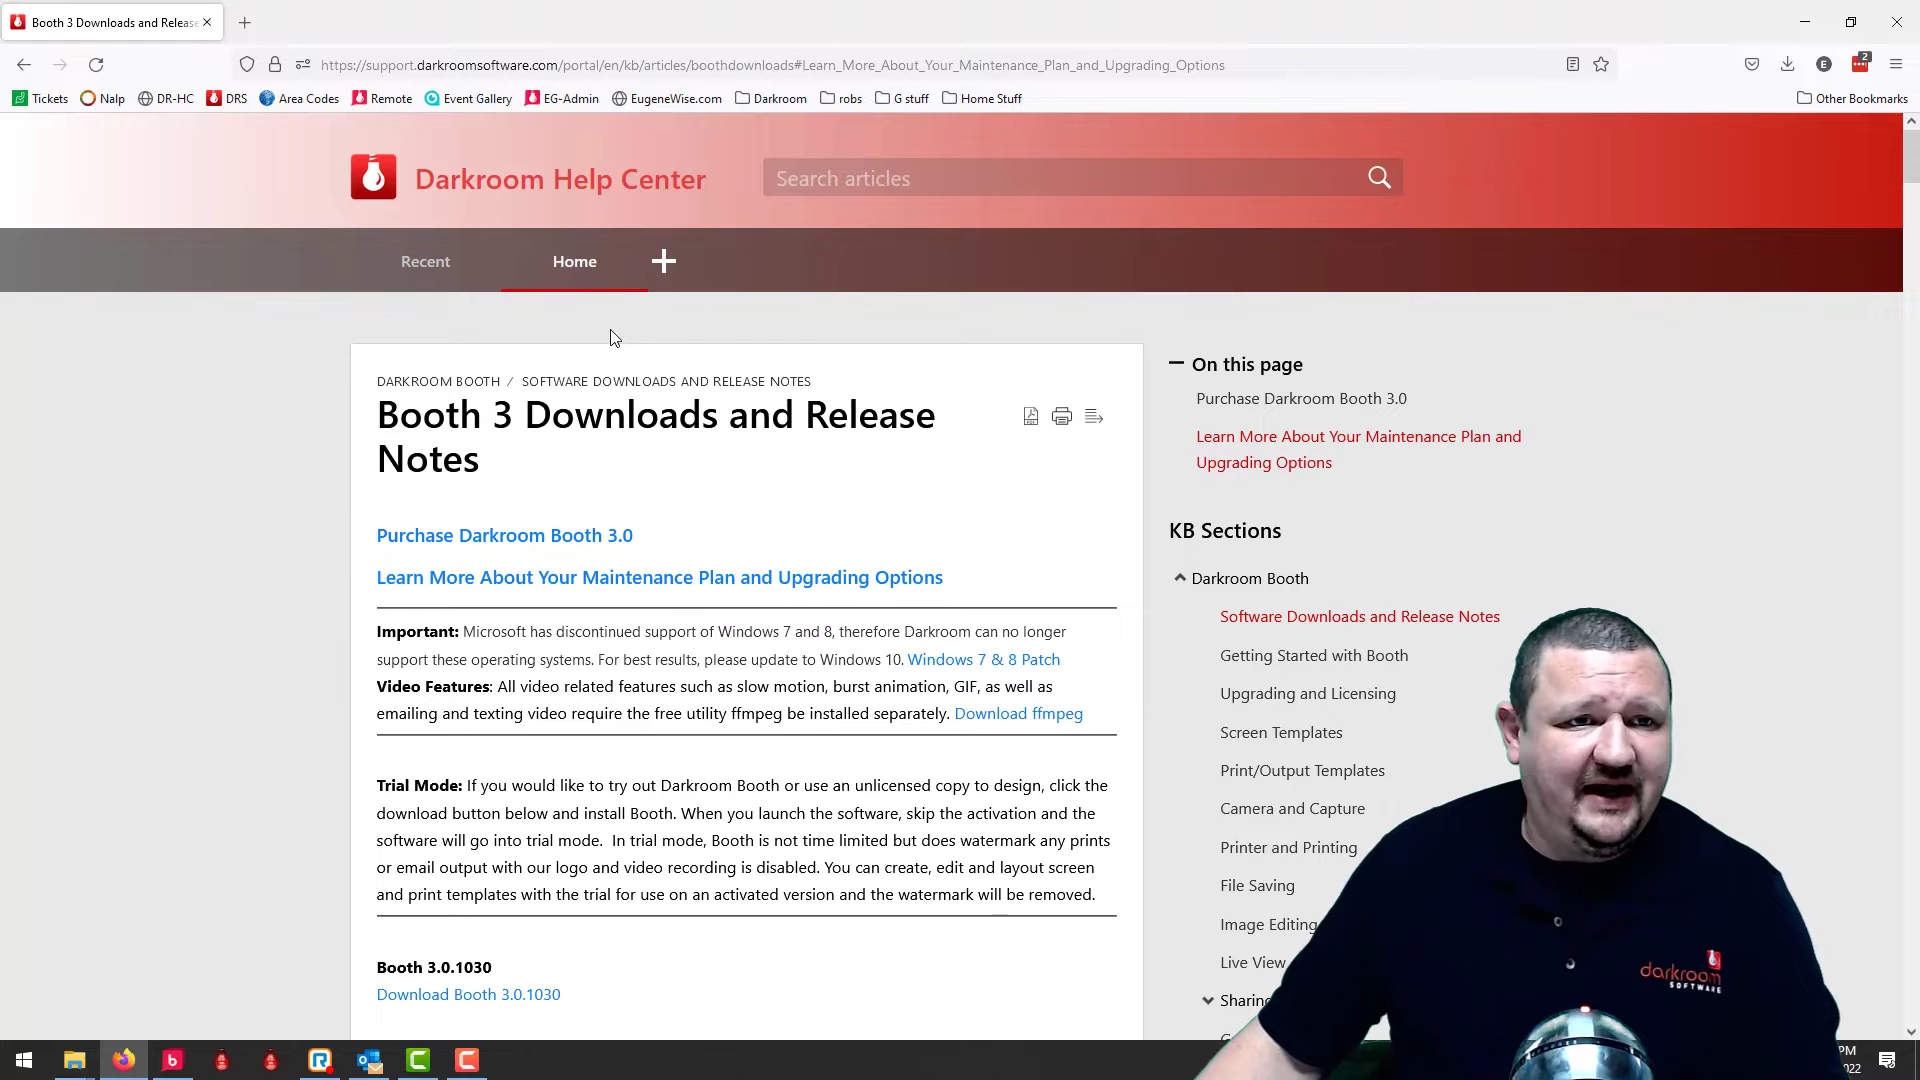 Booth 3 Downloads and Release
https://support.darkroomsoftware.com/portal/en/kb/articles/boothdownloads#Learn_More_About_Your_Maintenance_Plan_and_Upgrading_Options
E
2
Tickets
Nalp
DR-HC
DRS
Area Codes
Remote
Event Gallery
EG-Admin
EugeneWise.com
Darkroom
robs
G stuff
Home Stuff
Other Bookmarks
Darkroom Help Center
Search articles
Recent
Home
DARKROOM BOOTH / SOFTWARE DOWNLOADS AND RELEASE NOTES
Booth 3 Downloads and Release
Notes
Purchase Darkroom Booth 3.0
Learn More About Your Maintenance Plan and Upgrading Options
Important: Microsoft has discontinued support of Windows 7 and 8, therefore Darkroom can no longer
support these operating systems. For best results, please update to Windows 10. Windows 7 & 8 Patch
Video Features: All video related features such as slow motion, burst animation, GIF, as well as
emailing and texting video require the free utility ffmpeg be installed separately. Download ffmpeg
Trial Mode: If you would like to try out Darkroom Booth or use an unlicensed copy to design, click the
download button below and install Booth. When you launch the software, skip the activation and the
software will go into trial mode. In trial mode, Booth is not time limited but does watermark any prints
or email output with our logo and video recording is disabled. You can create, edit and layout screen
and print templates with the trial for use on an activated version and the watermark will be removed.
Booth 3.0.1030
Download Booth 3.0.1030
On this page
Purchase Darkroom Booth 3.0
Learn More About Your Maintenance Plan and
Upgrading Options
KB Sections
Darkroom Booth
Software Downloads and Release Notes
Getting Started with Booth
Upgrading and Licensing
Screen Templates
Print/Output Templates
Camera and Capture
Printer and Printing
File Saving
Image Editing
Live View
Sharing
darkroom
SOFTWARE
PM
022